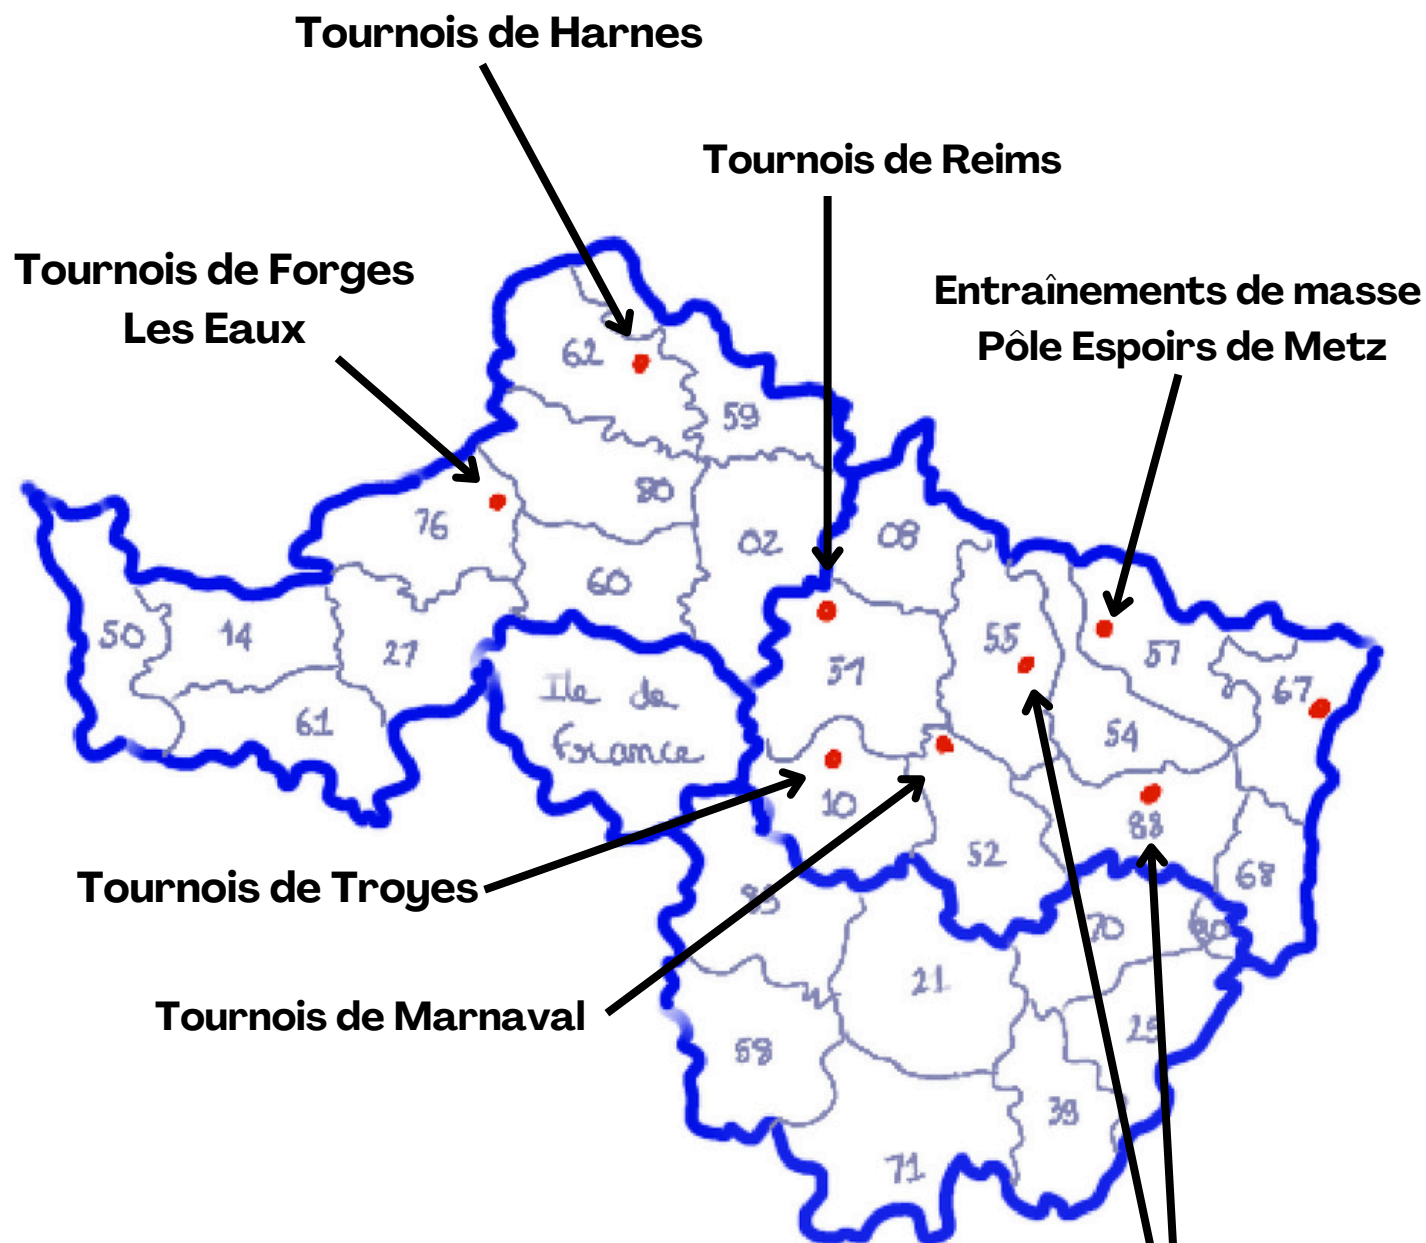 Tournois de Harnes
Tournois de Reims
Tournois de Forges
Les Eaux
Entraînements de masse
Pôle Espoirs de Metz
62
59
80
76
02
08
60
50
14
27
61
Ile de
France
51
55
57
67
54
10
88
52
68
Tournois de Troyes
70
21
Tournois de Marnaval
25
58
39
71